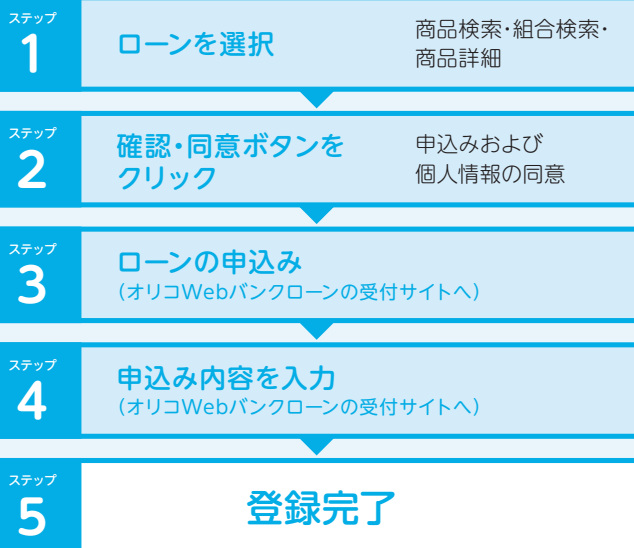 ステップ
1
ローンを選択
商品検索・組合検索・
商品詳細
ステップ
2
確認・同意ボタンを
クリック
申込みおよび
個人情報の同意
ステップ
3
ローンの申込み
（オリコWebバンクローンの受付サイトへ）
ステップ
4
申込み内容を入力
（オリコWebバンクローンの受付サイトへ）
ステップ
5
登録完了